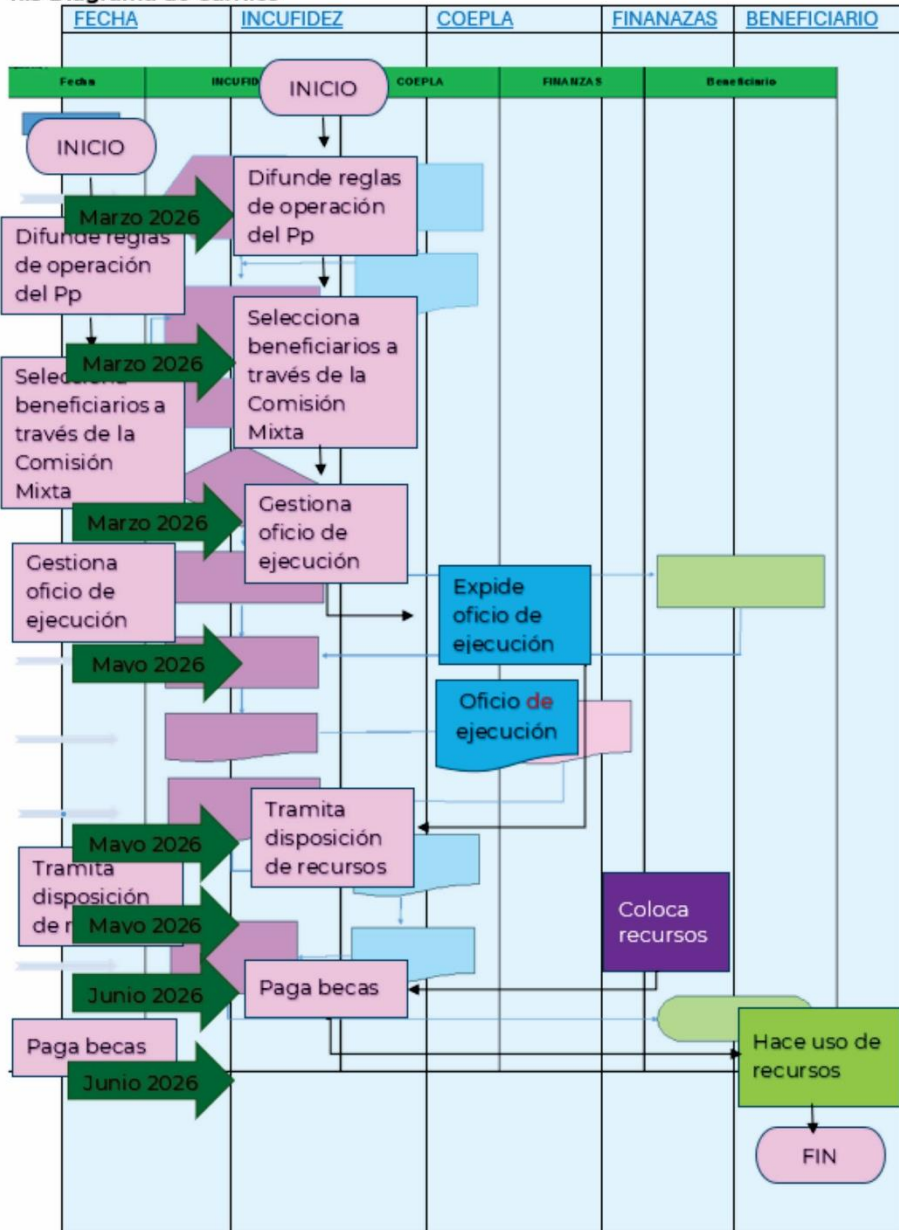 FECHA INCUFIDEZ COEPLA FINANAZAS BENEFICIARIO
Fecha INCUFID COEPLA FINANZAS Beneficiario
INICIO
INICIO
Marzo 2026
Difunde reglas
de operación
del Pp
Difunde reglas
de operación
del Pp
Marzo 2026
Selecciona
beneficiarios a
través de la
Comisión
Mixta
beneficiarios a
través de la
Comisión
Mixta
Marzo 2026
Gestiona
oficio de
ejecución
Gestiona
oficio de
ejecución
Expide
oficio de
ejecución
Mayo 2026
Oficio de
ejecución
Mayo 2026
Tramita
disposición
de recursos
Tramita
disposición
de
Mayo 2026
Coloca
recursos
Junio 2026
Paga becas
Paga becas
Junio 2026
Hace uso de
recursos
FIN